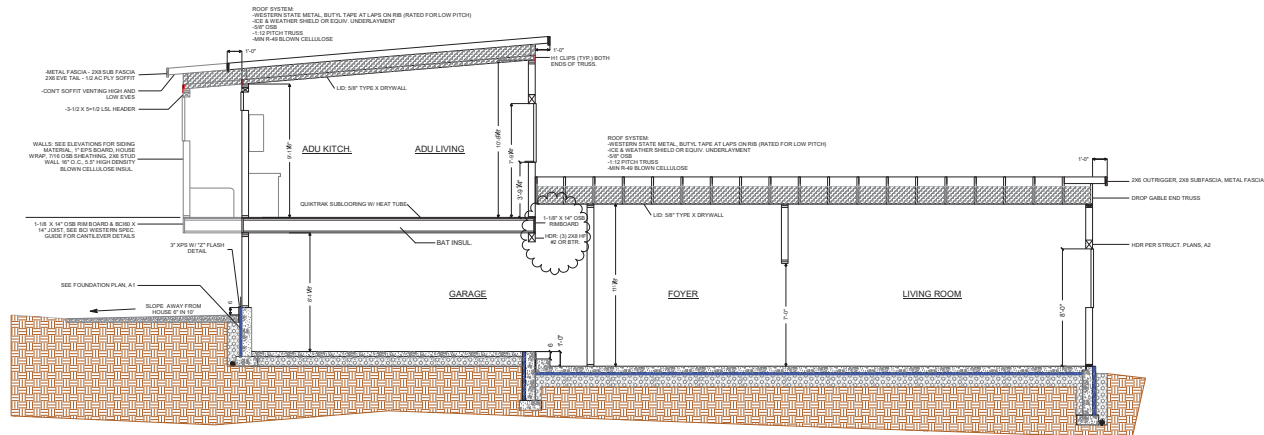 ROOF SYSTEM:
-WESTERN STATE METAL, BUTYL TAPE AT LAPS ON RIB (RATED FOR LOW PITCH)
-ICE & WEATHER SHIELD OR EQUIV. UNDERLAYMENT
-5/8" OSB
-1:12 PITCH TRUSS
-MIN R-49 BLOWN CELLULOSE
1'-0"
1'-0"
H1 CLIPS (TYP.) BOTH
ENDS OF TRUSS.
-METAL FASCIA - 2X8 SUB FASCIA
2X6 EVE TAIL - 1/2 AC PLY SOFFIT
-CON'T SOFFIT VENTING HIGH AND
LOW EVES
-3-1/2 X 5=1/2 LSL HEADER
LID: 5/8" TYPE X DRYWALL
WALLS: SEE ELEVATIONS FOR SIDING
MATERIAL, 1" EPS BOARD, HOUSE
WRAP, 7/16 OSB SHEATHING, 2X6 STUD
WALL 16" O.C., 5.5" HIGH DENSITY
BLOWN CELLULOSE INSUL.
ADU KITCH.
ADU LIVING
ROOF SYSTEM:
-WESTERN STATE METAL, BUTYL TAPE AT LAPS ON RIB (RATED FOR LOW PITCH)
-ICE & WEATHER SHIELD OR EQUIV. UNDERLAYMENT
-5/8" OSB
-1:12 PITCH TRUSS
-MIN R-49 BLOWN CELLULOSE
1'-0"
2X6 OUTRIGGER, 2X8 SUBFASCIA, METAL FASCIA
DROP GABLE END TRUSS
QUIKTRAK SUBLOORING W/ HEAT TUBE
LID: 5/8" TYPE X DRYWALL
1-1/8 X 14" OSB RIM BOARD & BCI60 X
14" JOIST, SEE BCI WESTERN SPEC.
GUIDE FOR CANTILEVER DETAILS
1-1/8" X 14" OSB
RIMBOARD
HDR: (3) 2X8 HF
#2 OR BTR.
BAT INSUL.
3" XPS W/ "Z" FLASH
DETAIL
HDR PER STRUCT. PLANS, A2
SEE FOUNDATION PLAN, A1
GARAGE
FOYER
LIVING ROOM
6
SLOPE AWAY FROM
HOUSE 6" IN 10'
7'-0"
8'-0"
6
1'-0"